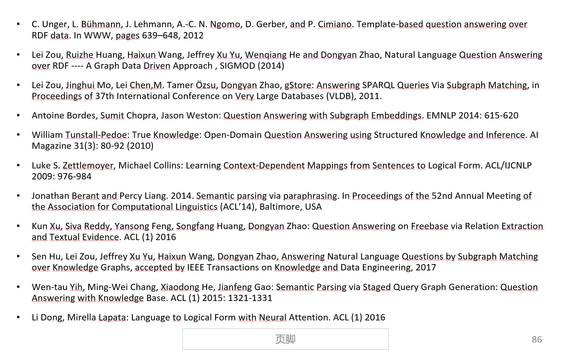 • C. Unger, L. Bühmann, J. Lehmann, A.-C. N. Ngomo, D. Gerber, and P. Cimiano. Template-based question answering over
RDF data. In WWW, pages 639–648, 2012
• Lei Zou, Ruizhe Huang, Haixun Wang, Jeffrey Xu Yu, Wenqiang He and Dongyan Zhao, Natural Language Question Answering
over RDF ---- A Graph Data Driven Approach , SIGMOD (2014)
• Lei Zou, Jinghui Mo, Lei Chen,M. Tamer Özsu, Dongyan Zhao, gStore: Answering SPARQL Queries Via Subgraph Matching, in
Proceedings of 37th International Conference on Very Large Databases (VLDB), 2011.
• Antoine Bordes, Sumit Chopra, Jason Weston: Question Answering with Subgraph Embeddings. EMNLP 2014: 615-620
• William Tunstall-Pedoe: True Knowledge: Open-Domain Question Answering using Structured Knowledge and Inference. AI
Magazine 31(3): 80-92 (2010)
• Luke S. Zettlemoyer, Michael Collins: Learning Context-Dependent Mappings from Sentences to Logical Form. ACL/IJCNLP
2009: 976-984
• Jonathan Berant and Percy Liang. 2014. Semantic parsing via paraphrasing. In Proceedings of the 52nd Annual Meeting of
the Association for Computational Linguistics (ACL’14), Baltimore, USA
• Kun Xu, Siva Reddy, Yansong Feng, Songfang Huang, Dongyan Zhao: Question Answering on Freebase via Relation Extraction
and Textual Evidence. ACL (1) 2016
• Sen Hu, Lei Zou, Jeffrey Xu Yu, Haixun Wang, Dongyan Zhao, Answering Natural Language Questions by Subgraph Matching
over Knowledge Graphs, accepted by IEEE Transactions on Knowledge and Data Engineering, 2017
• Wen-tau Yih, Ming-Wei Chang, Xiaodong He, Jianfeng Gao: Semantic Parsing via Staged Query Graph Generation: Question
Answering with Knowledge Base. ACL (1) 2015: 1321-1331
• Li Dong, Mirella Lapata: Language to Logical Form with Neural Attention. ACL (1) 2016
页脚
86